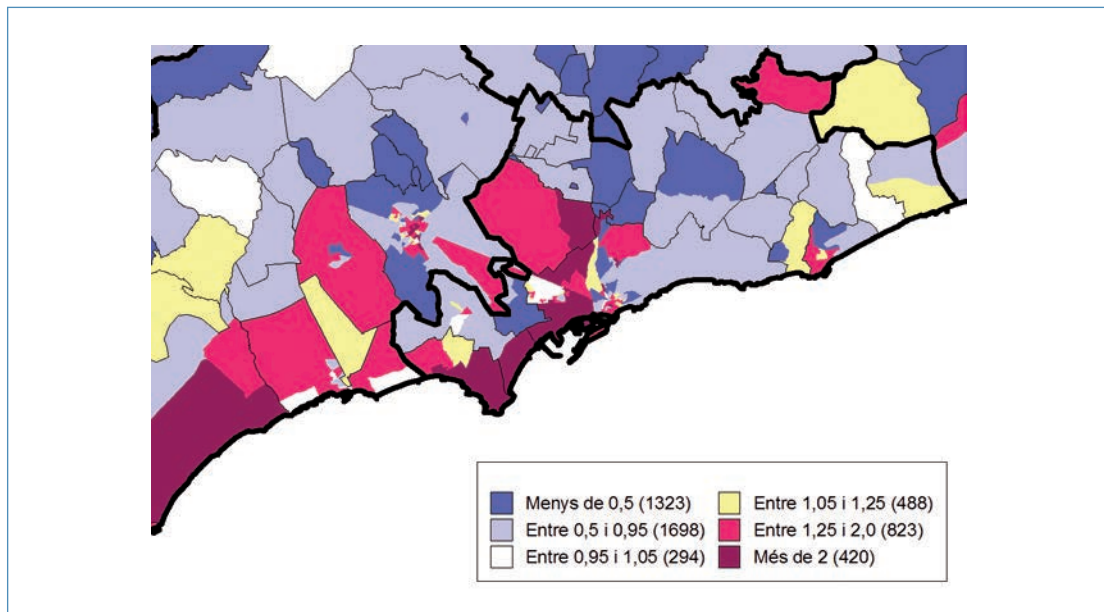 Menys de 0,5 (1323)
Entre 0,5 i 0,95 (1698)
Entre 0,95 i 1,05 (294)
Entre 1,05 i 1,25 (488)
Entre 1,25 i 2,0 (823)
Més de 2 (420)